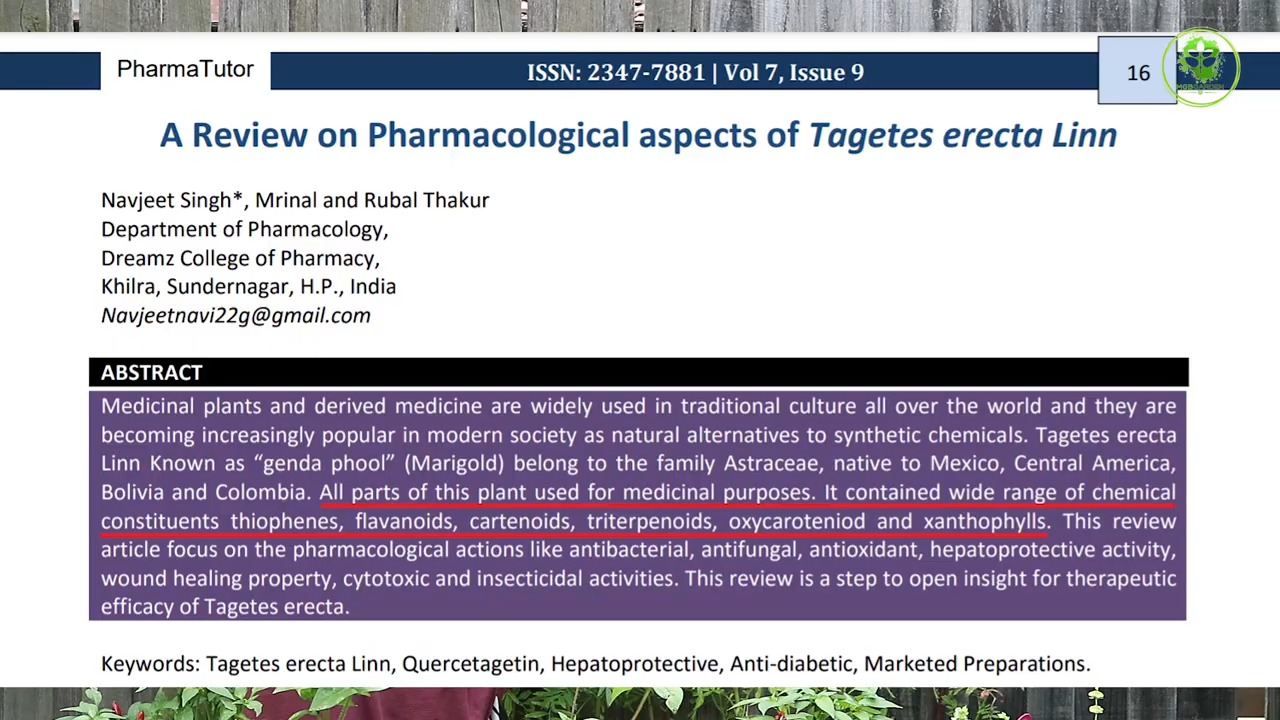 PharmaTutor
ISSN: 2347-7881 | Vol 7, Issue 9
16
MGBGARDEN
A Review on Pharmacological aspects of Tagetes erecta Linn
Navjeet Singh*, Mrinal and Rubal Thakur
Department of Pharmacology,
Dreamz College of Pharmacy,
Khilra, Sundernagar, H.P., India
Navjeetnavi22g@gmail.com
ABSTRACT
Medicinal plants and derived medicine are widely used in traditional culture all over the world and they are
becoming increasingly popular in modern society as natural alternatives to synthetic chemicals. Tagetes erecta
Linn Known as “genda phool” (Marigold) belong to the family Astraceae, native to Mexico, Central America,
Bolivia and Colombia. All parts of this plant used for medicinal purposes. It contained wide range of chemical
constituents thiophenes, flavanoids, cartenoids, triterpenoids, oxycaroteniod and xanthophylls. This review
article focus on the pharmacological actions like antibacterial, antifungal, antioxidant, hepatoprotective activity,
wound healing property, cytotoxic and insecticidal activities. This review is a step to open insight for therapeutic
efficacy of Tagetes erecta.
Keywords: Tagetes erecta Linn, Quercetagetin, Hepatoprotective, Anti-diabetic, Marketed Preparations.